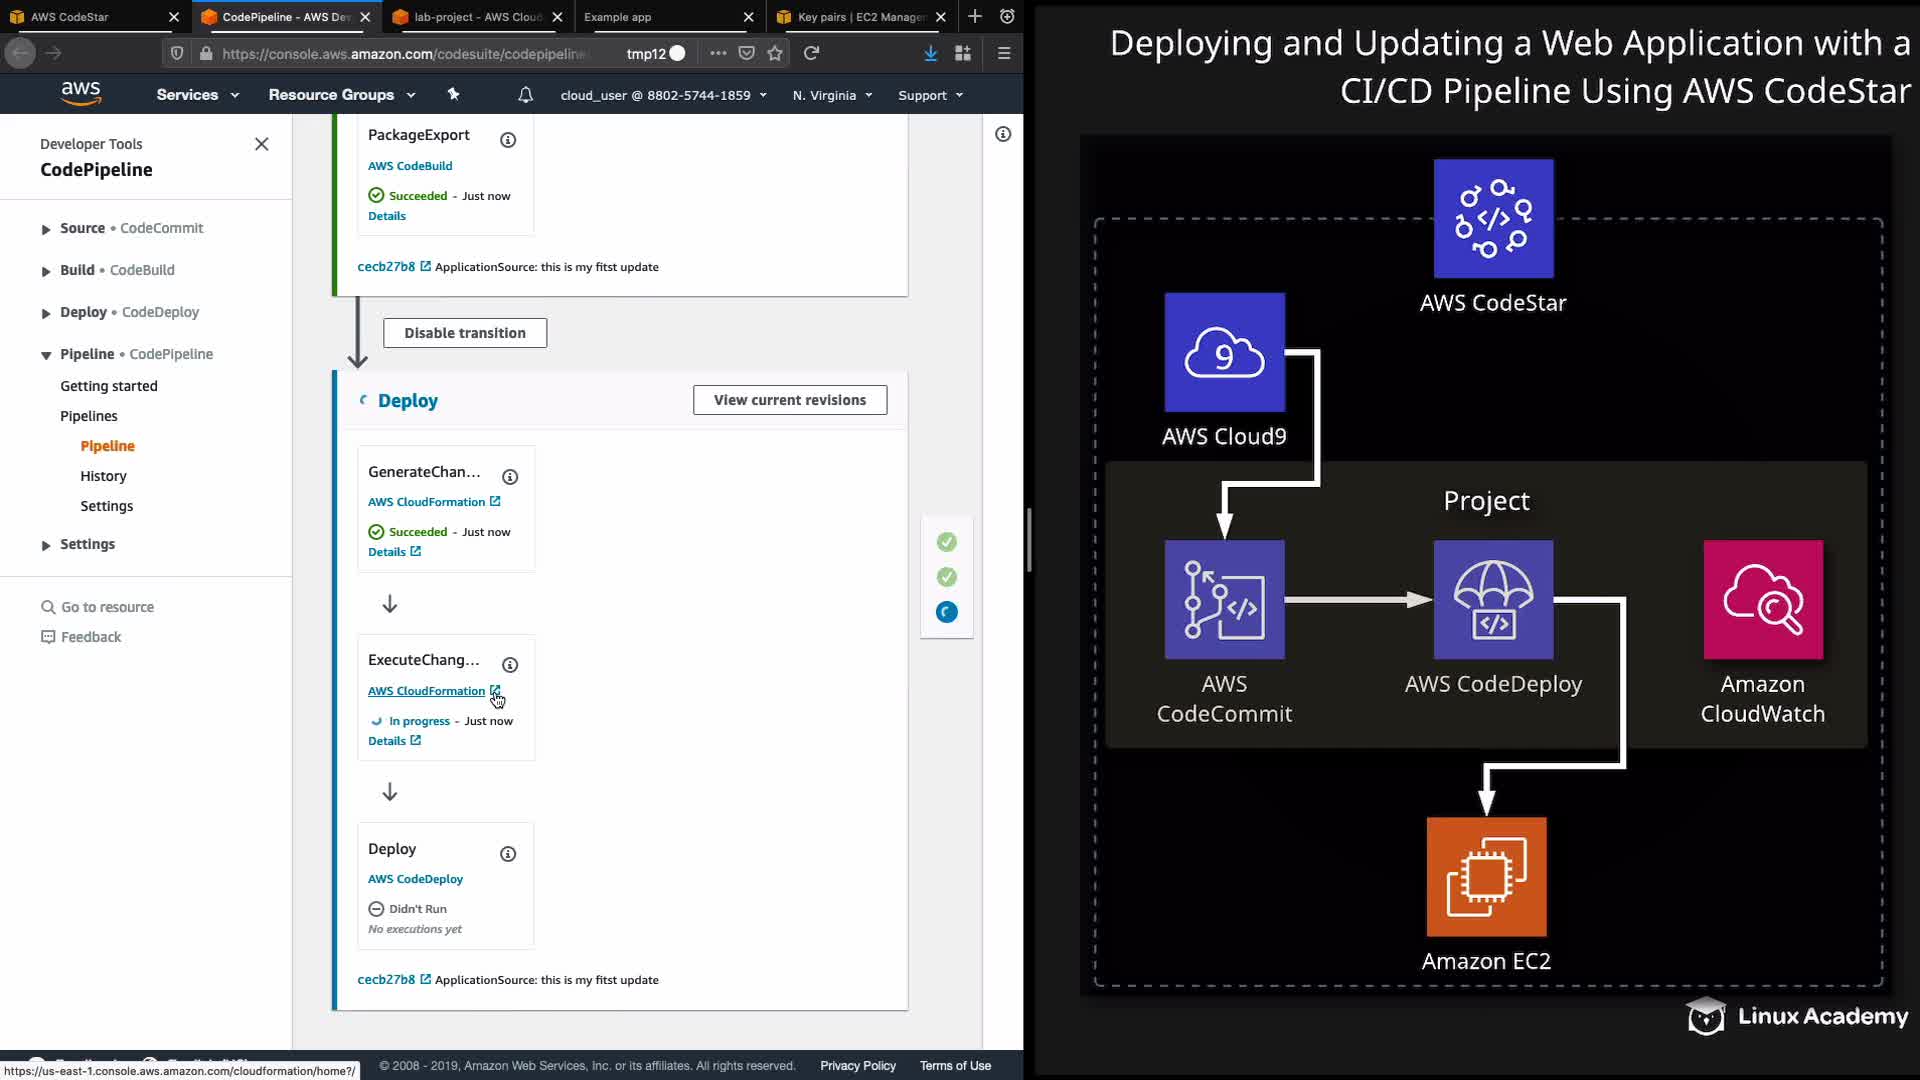 AWS CodeStar
CodePipeline - AWS De
lab-project - AWS Cloud
Example app
Key pairs | EC2 Manage
https://console.aws.amazon.com/codesuite/codepipeline
tmp12
aws
Services
Resource Groups
cloud_user @ 8802-5744-1859
N. Virginia
Support
Developer Tools
CodePipeline
Source • CodeCommit
Build • CodeBuild
Deploy • CodeDeploy
Pipeline • CodePipeline
Getting started
Pipelines
Pipeline
History
Settings
Settings
Go to resource
Feedback
PackageExport
AWS CodeBuild
Succeeded - Just now
Details
cecb27b8 ApplicationSource: this is my fitst update
Disable transition
Deploy
View current revisions
GenerateChan...
AWS CloudFormation
Succeeded - Just now
Details
ExecuteChang...
AWS CloudFormation
In progress - Just now
Details
Deploy
AWS CodeDeploy
Didn't Run
No executions yet
cecb27b8 ApplicationSource: this is my fitst update
© 2008 - 2019, Amazon Web Services, Inc. or its affiliates. All rights reserved.
Privacy Policy
Terms of Use
https://us-east-1.console.aws.amazon.com/cloudformation/home?/
Deploying and Updating a Web Application with a
CI/CD Pipeline Using AWS CodeStar
AWS CodeStar
9
AWS Cloud9
Project
AWS
CodeCommit
AWS CodeDeploy
Amazon
CloudWatch
Amazon EC2
Linux Academy